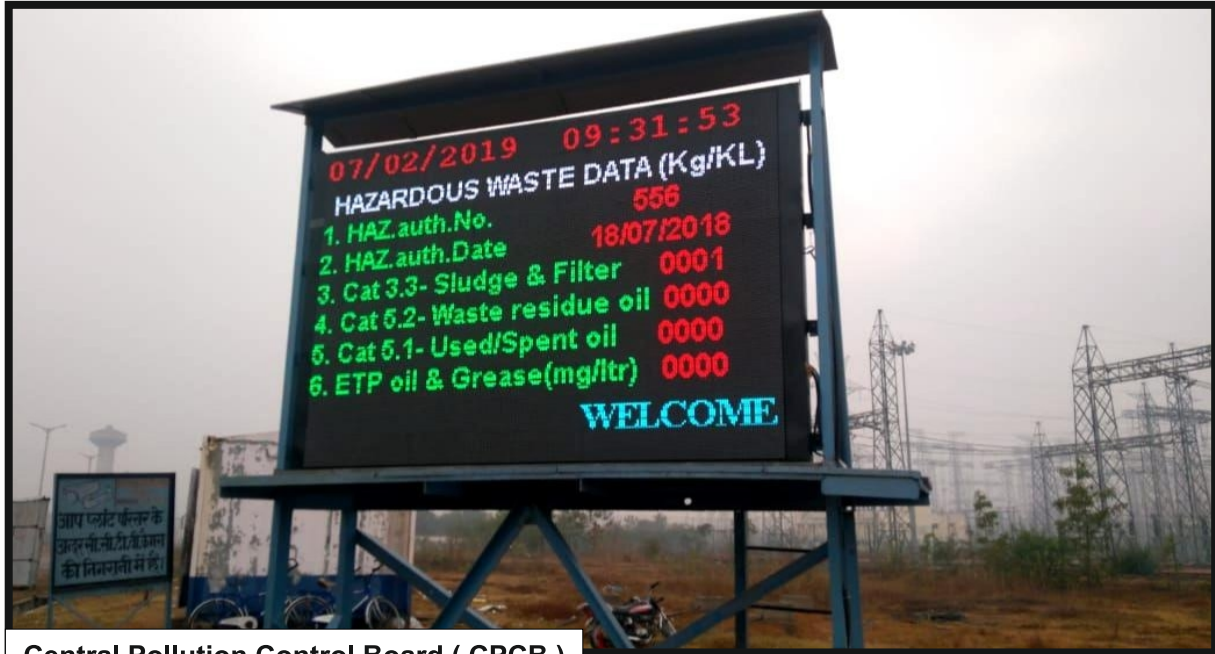 07/02/2019 09:31:53
HAZARDOUS WASTE DATA (Kg/KL)
1. HAZ.auth.No. 556
2. HAZ.auth.Date 18/07/2018
3. Cat 3.3- Sludge & Filter 0001
4. Cat 5.2- Waste residue oil 0000
5. Cat 5.1- Used/Spent oil 0000
6. ETP oil & Grease(mg/ltr) 0000
WELCOME
आप प्लांट परिसर के
अंदर सी.सी.टी.वी.
की निगरानी में हैं।
Central Pollution Control Board ( CPCB )